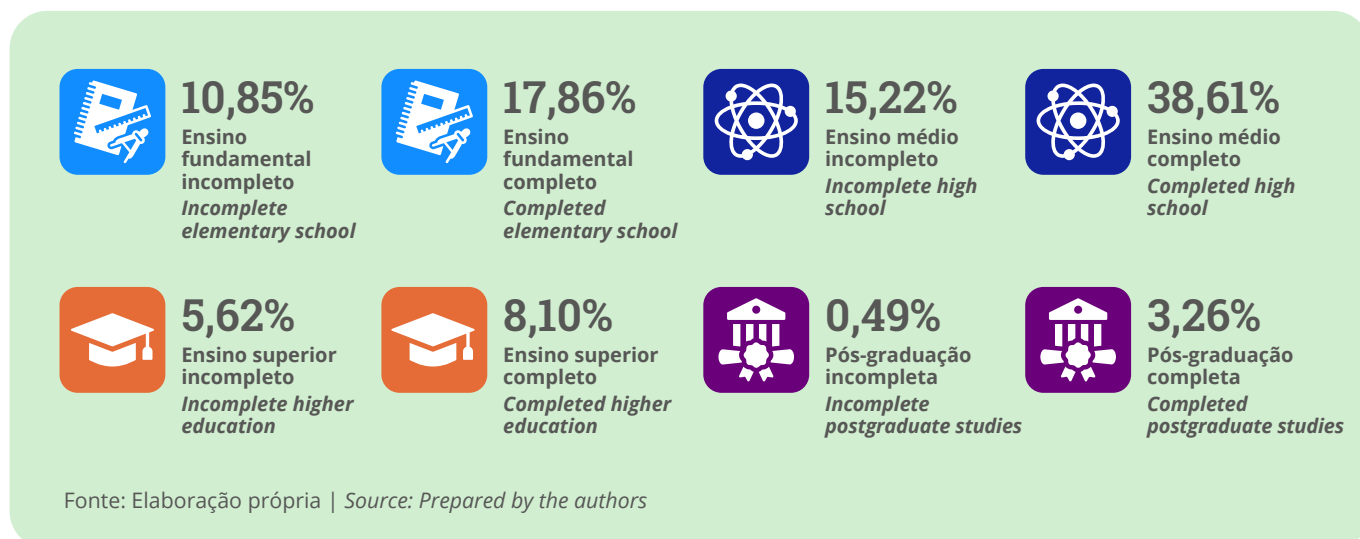 10,85%
Ensino
fundamental
incompleto
Incomplete
elementary school
17,86%
Ensino
fundamental
completo
Completed
elementary school
15,22%
Ensino médio
incompleto
Incomplete high
school
38,61%
Ensino médio
completo
Completed high
school
5,62%
Ensino superior
incompleto
Incomplete higher
education
8,10%
Ensino superior
completo
Completed higher
education
0,49%
Pós-graduação
incompleta
Incomplete
postgraduate studies
3,26%
Pós-graduação
completa
Completed
postgraduate studies
Fonte: Elaboração própria | Source: Prepared by the authors